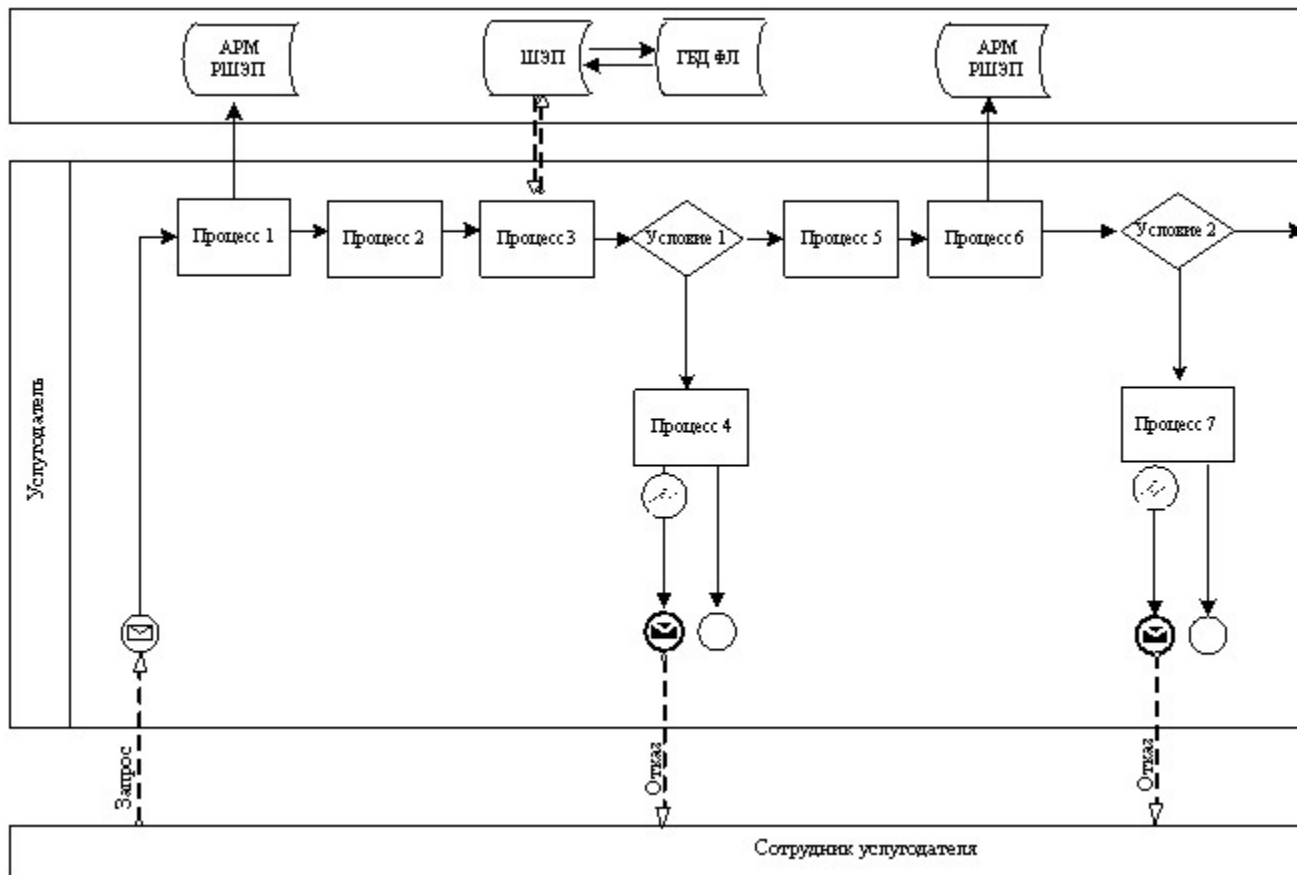 АРМ
РШЭП
ШЭП
ГБД ФЛ
АРМ
РШЭП
Услугодатель
Процесс 1
Процесс 2
Процесс 3
Условие 1
Процесс 5
Процесс 6
Условие 2
Процесс 4
Процесс 7
Запрос
Отказ
Отказ
Сотрудник услугодателя